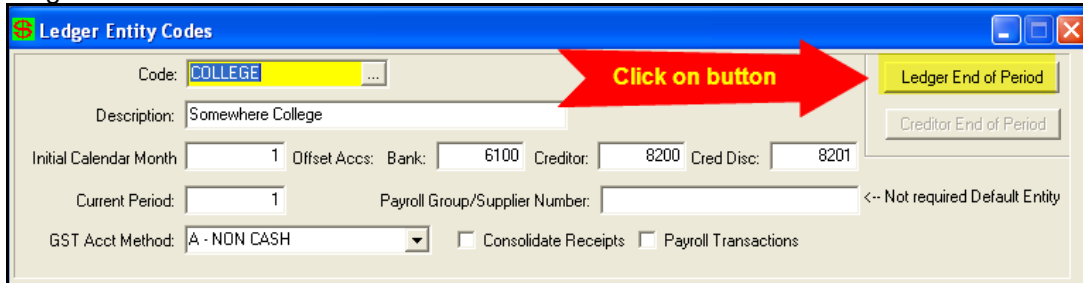 Ledger Entity Codes
Code: COLLEGE ... Click on button Ledger End of Period
Description: Somewhere College Creditor End of Period
Initial Calendar Month 1 Offset Accs: Bank: 6100 Creditor: 8200 Cred Disc: 8201
Current Period: 1 Payroll Group/Supplier Number: <-- Not required Default Entity
GST Acct Method: A - NON CASH Consolidate Receipts Payroll Transactions